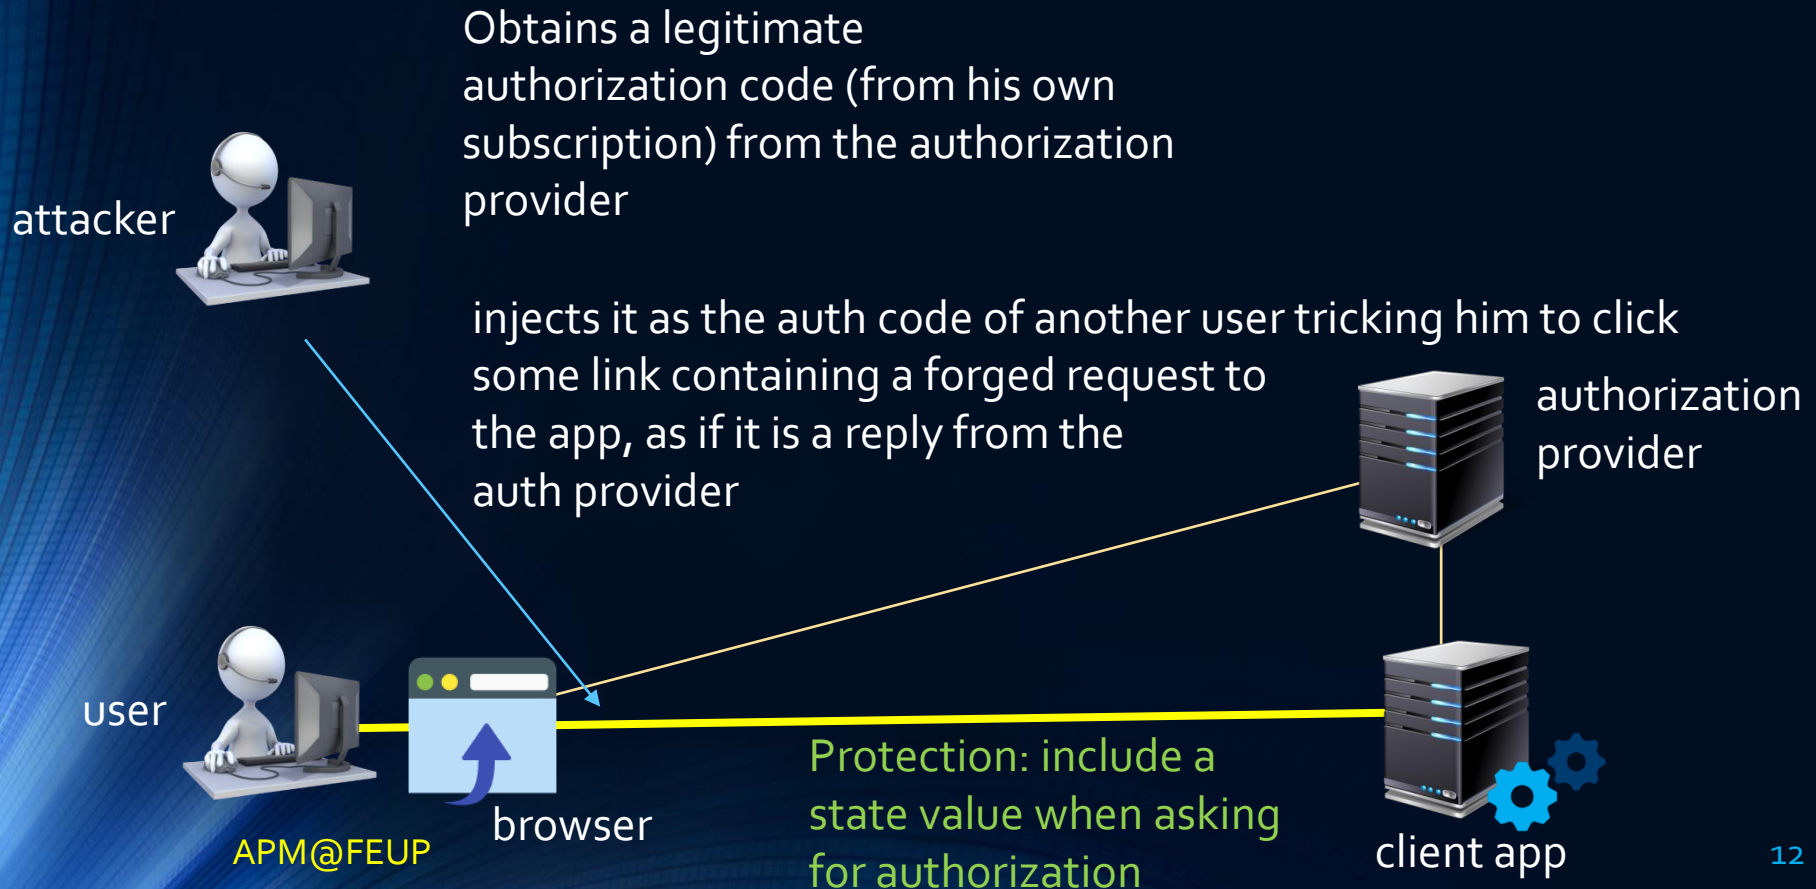 Obtains a legitimate
authorization code (from his own
subscription) from the authorization
provider
attacker
injects it as the auth code of another user tricking him to click
some link containing a forged request to
the app, as if it is a reply from the
auth provider
authorization
provider
user
browser
Protection: include a
state value when asking
for authorization
client app
APM@FEUP
12